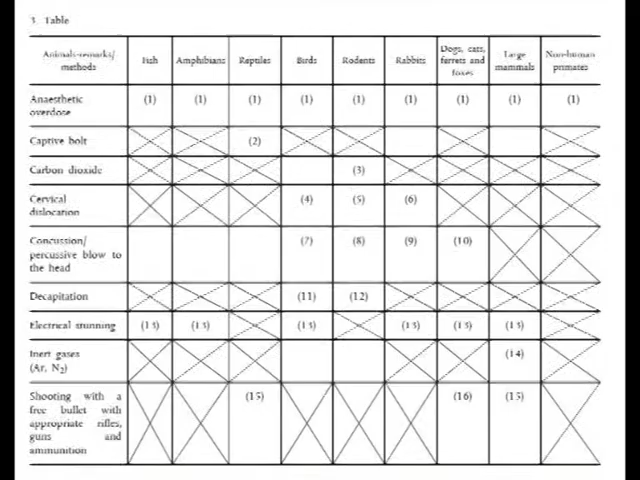 3. Table
Animals-remarks/ methods Fish Amphibians Reptiles Birds Rodents Rabbits Dogs, cats, ferrets and foxes Large mammals Non-human primates
Anaesthetic overdose (1) (1) (1) (1) (1) (1) (1) (1) (1)
Captive bolt (2)
Carbon dioxide (3)
Cervical dislocation (4) (5) (6)
Concussion/ percussive blow to the head (7) (8) (9) (10)
Decapitation (11) (12)
Electrical stunning (13) (13) (13) (13) (13) (13)
Inert gases (Ar, N₂) (14)
Shooting with a free bullet with appropriate rifles, guns and ammunition (15) (16) (15)